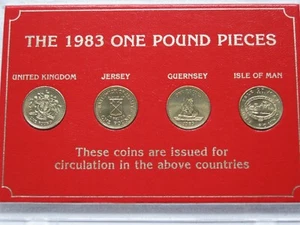 THE 1983 ONE POUND PIECES
UNITED KINGDOM JERSEY GUERNSEY ISLE OF MAN
These coins are issued for
circulation in the above countries